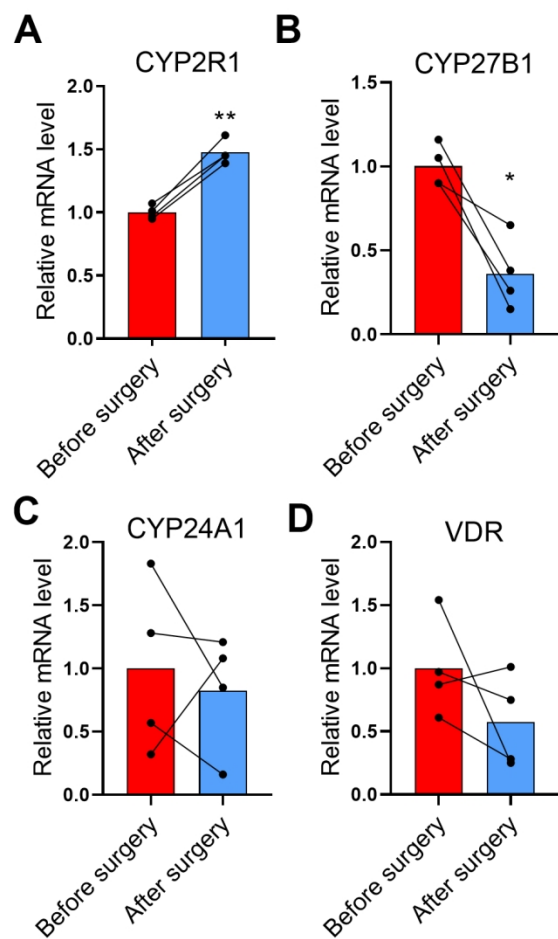 A
CYP2R1
Relative mRNA level
2.0
1.5
1.0
0.5
0.0
**
Before surgery
After surgery
B
CYP27B1
Relative mRNA level
1.5
1.0
0.5
0.0
*
Before surgery
After surgery
C
CYP24A1
Relative mRNA level
2.0
1.5
1.0
0.5
0.0
Before surgery
After surgery
D
VDR
Relative mRNA level
2.0
1.5
1.0
0.5
0.0
Before surgery
After surgery